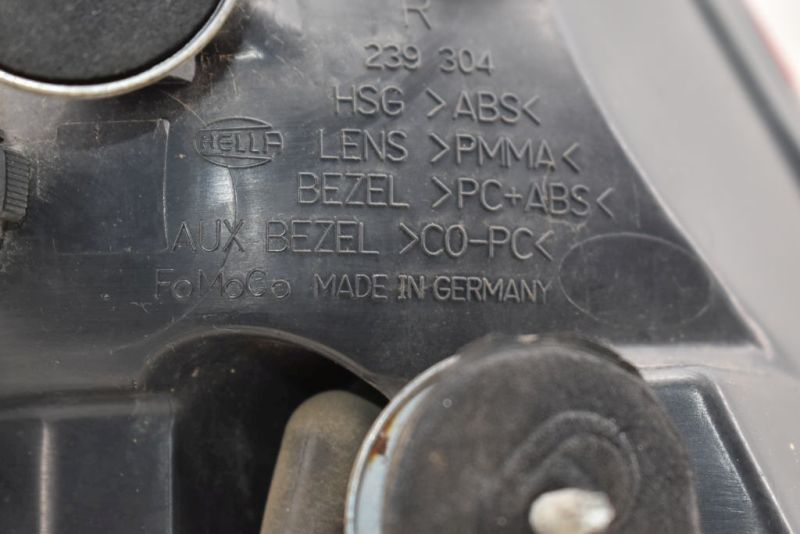 R
239 304
HSG >ABS<
HELLA
LENS >PMMA<
BEZEL >PC+ABS<
AUX BEZEL >CO-PC<
FoMoCo MADE IN GERMANY